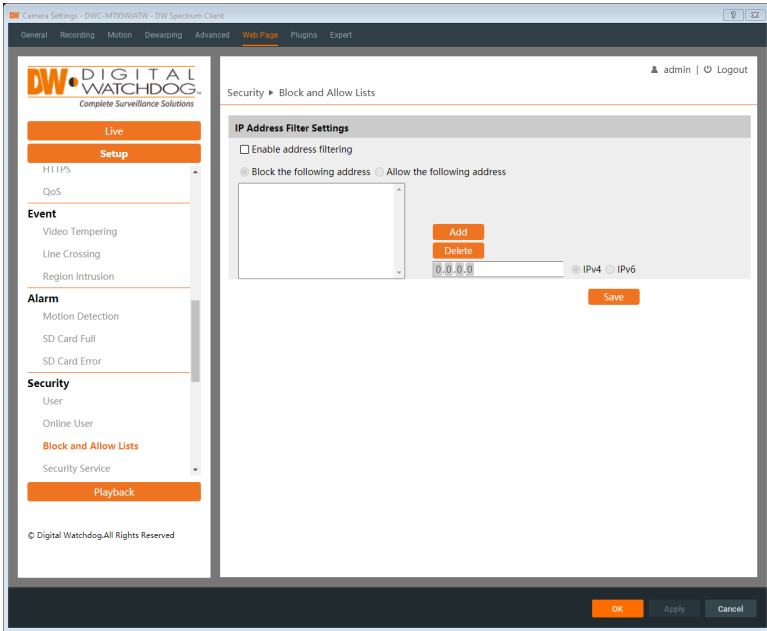 Camera Settings - DWC-MT95WiATW - DW Spectrum Client
General Recording Motion Dewarping Advanced Web Page Plugins Expert
DW DIGITAL
WATCHDOG
Complete Surveillance Solutions
admin | Logout
Security ▸ Block and Allow Lists
Live
Setup
HTTPS
QoS
Event
Video Tempering
Line Crossing
Region Intrusion
Alarm
Motion Detection
SD Card Full
SD Card Error
Security
User
Online User
Block and Allow Lists
Security Service
Playback
© Digital Watchdog.All Rights Reserved
IP Address Filter Settings
Enable address filtering
Block the following address Allow the following address
Add
Delete
0.0.0.0 IPv4 IPv6
Save
OK Apply Cancel